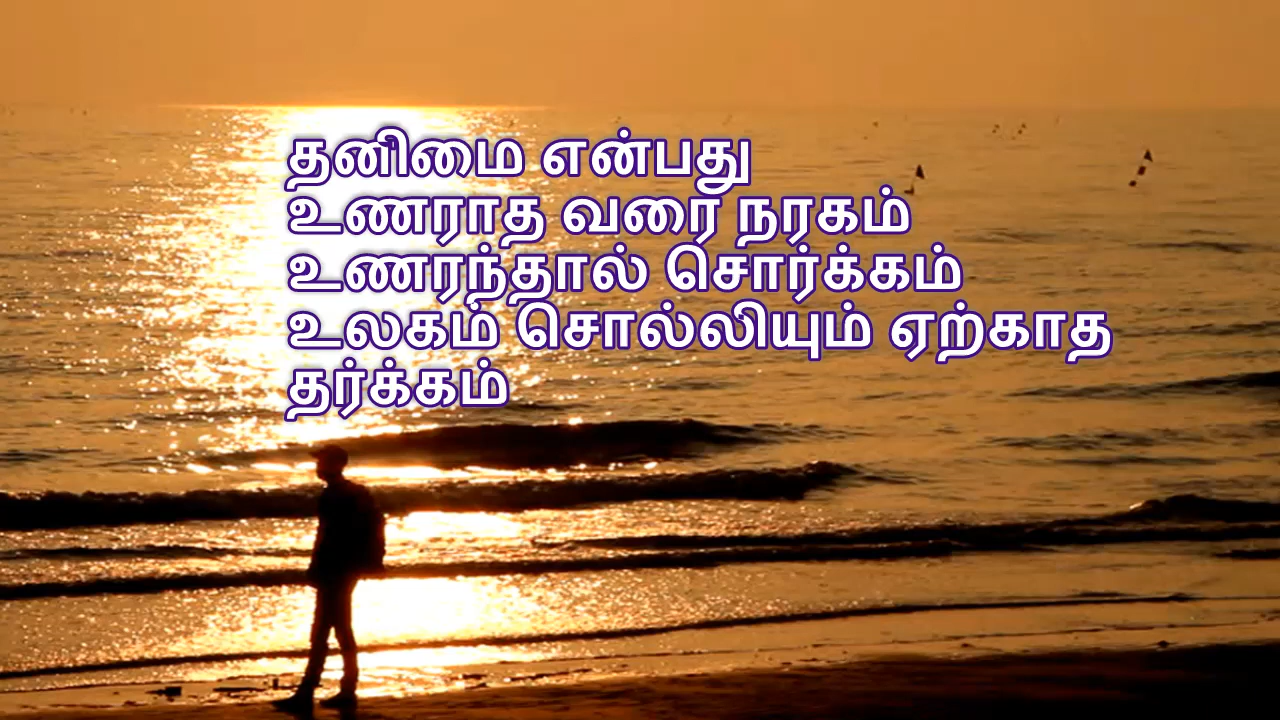 தனிமை என்பது
உணராத வரை நரகம்
உணரந்தால் சொர்க்கம்
உலகம் சொல்லியும் ஏற்காத
தர்க்கம்